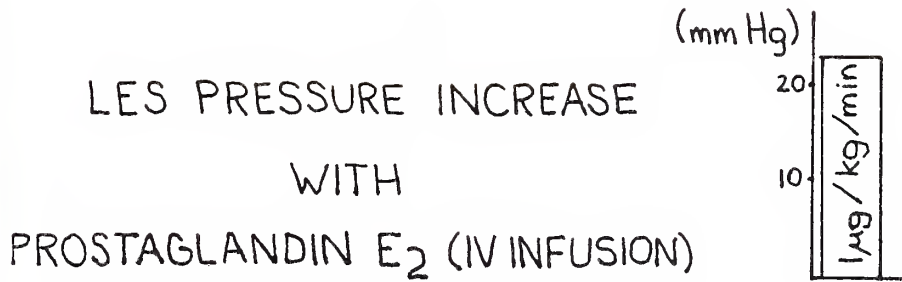 (mm Hg)
LES PRESSURE INCREASE
WITH
PROSTAGLANDIN E₂ (IV INFUSION)
20
10
1μg/kg/min